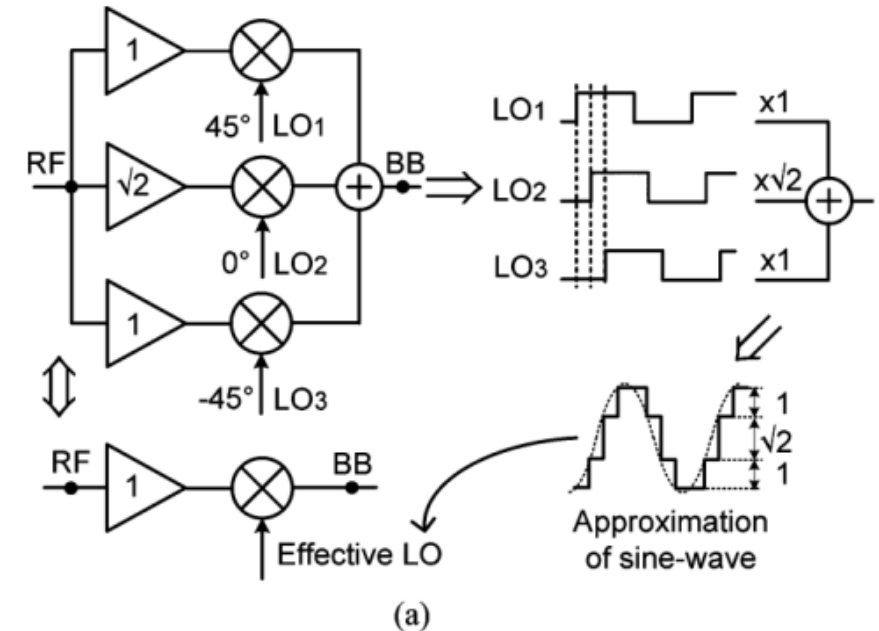 1
45° LO1
RF
√2
BB
0° LO2
1
-45° LO3
RF
1
BB
Effective LO
LO1
x1
LO2
x√2
LO3
x1
1
√2
1
Approximation
of sine-wave
(a)